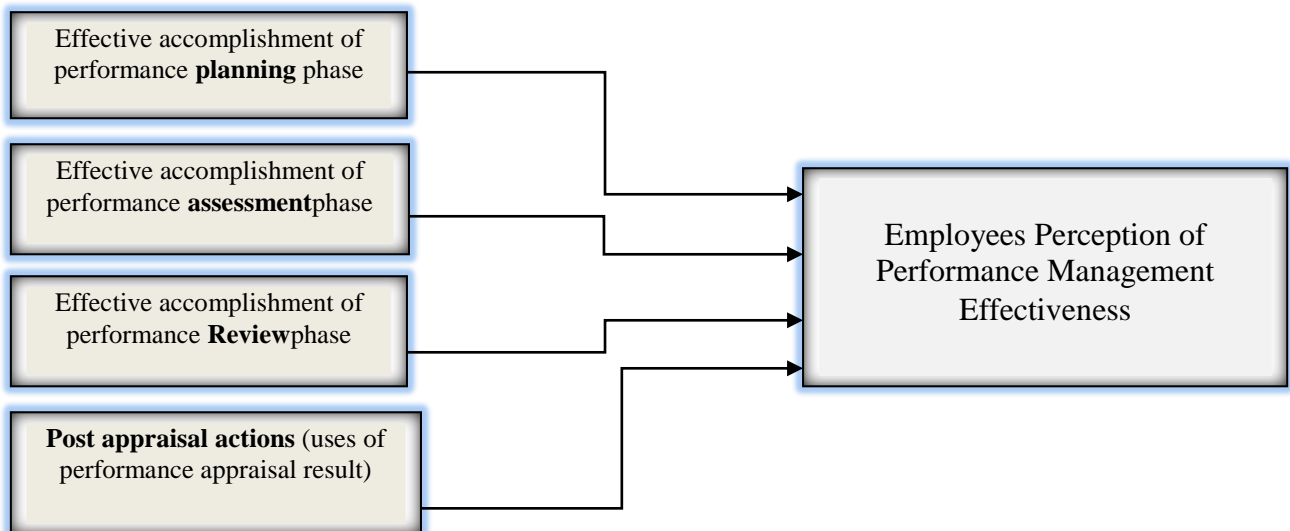 Effective accomplishment of
performance planning phase
Effective accomplishment of
performance assessmentphase
Effective accomplishment of
performance Reviewphase
Post appraisal actions (uses of
performance appraisal result)
Employees Perception of
Performance Management
Effectiveness